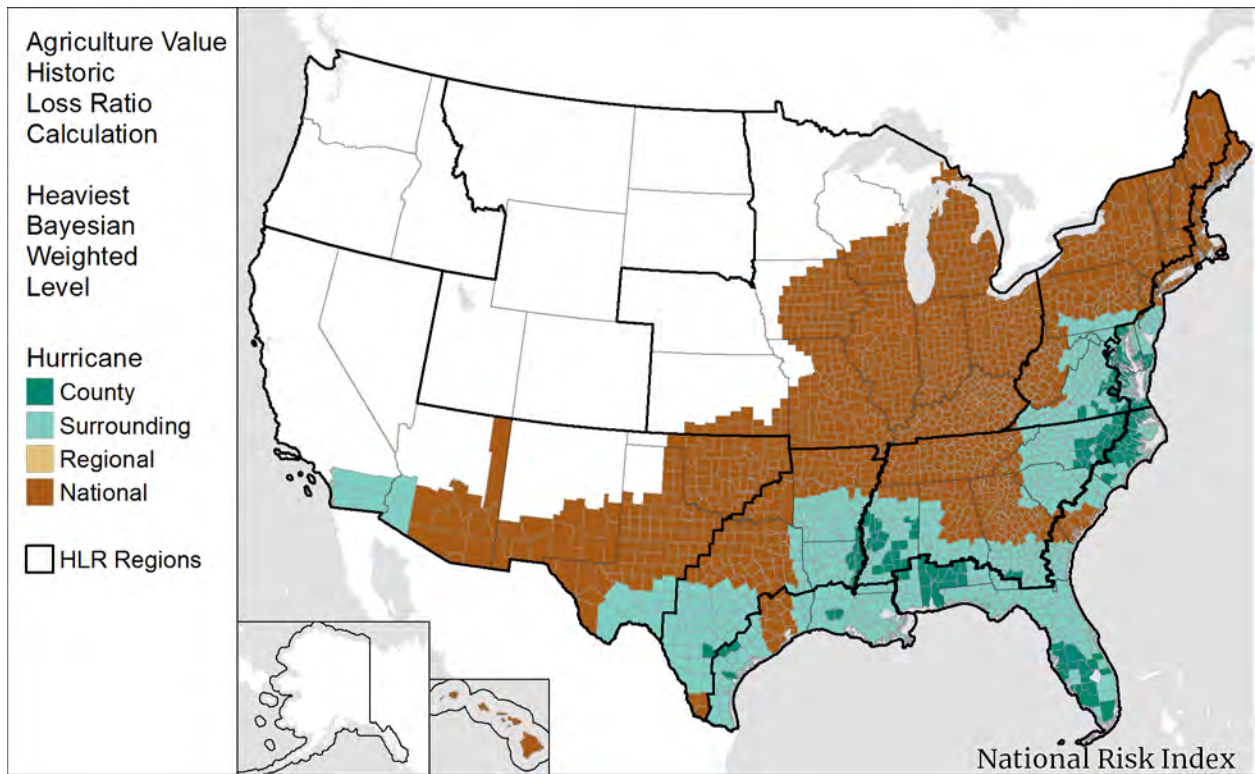 Agriculture Value
Historic
Loss Ratio
Calculation
Heaviest
Bayesian
Weighted
Level
Hurricane
County
Surrounding
Regional
National
HLR Regions
National Risk Index